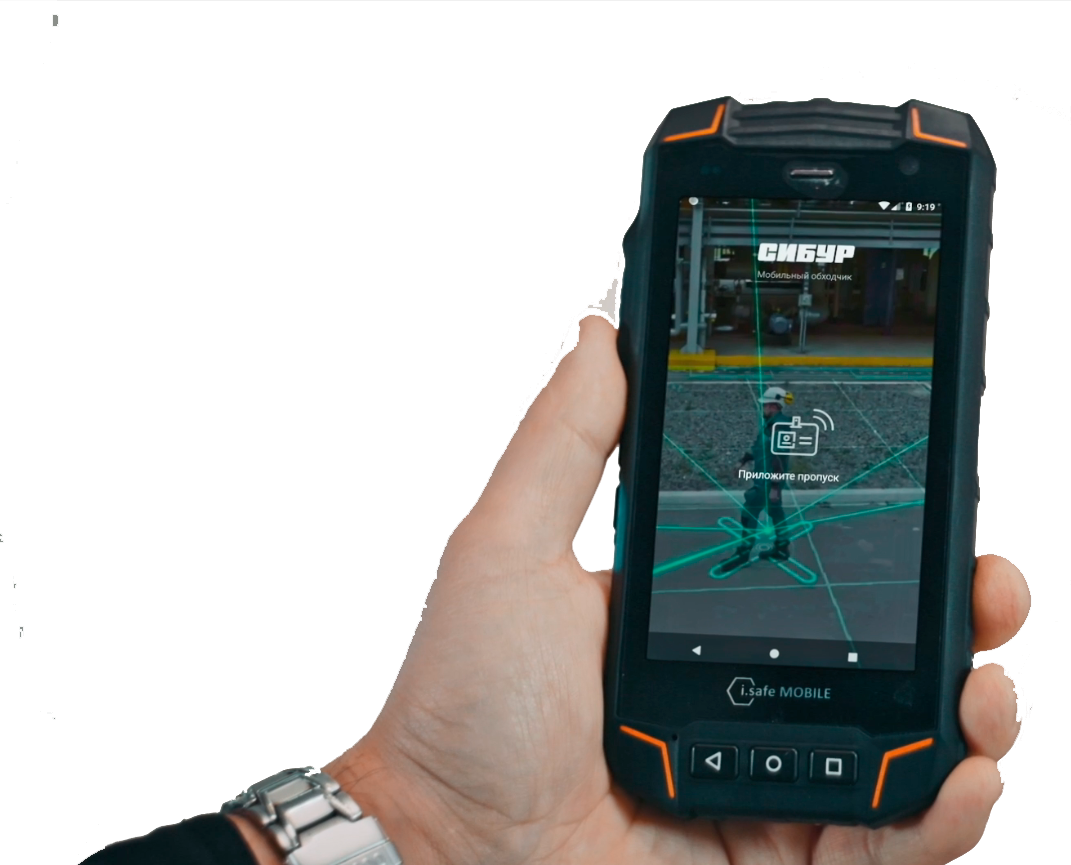 9:19
СИБУР
Мобильный обходчик
Приложите пропуск
i.safe MOBILE